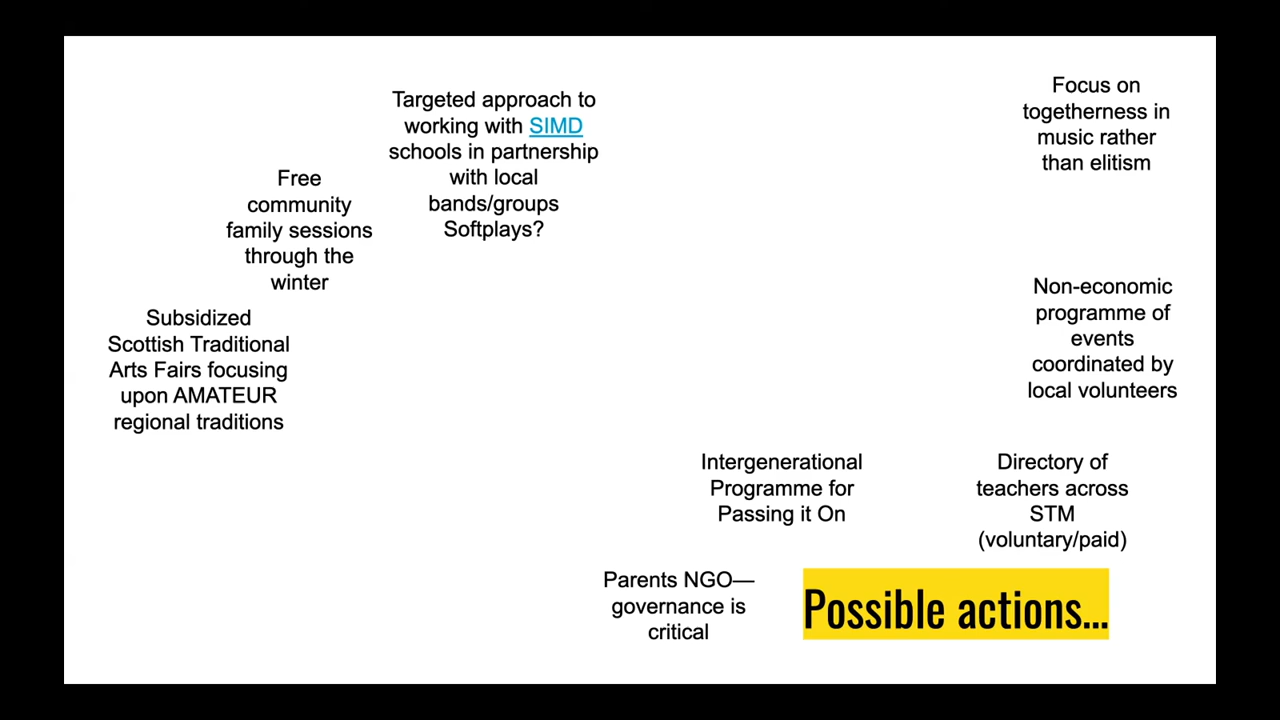 Targeted approach to
working with SIMD
schools in partnership
with local
bands/groups
Softplays?
Focus on
togetherness in
music rather
than elitism
Free
community
family sessions
through the
winter
Subsidized
Scottish Traditional
Arts Fairs focusing
upon AMATEUR
regional traditions
Non-economic
programme of
events
coordinated by
local volunteers
Intergenerational
Programme for
Passing it On
Directory of
teachers across
STM
(voluntary/paid)
Parents NGO—
governance is
critical
Possible actions...